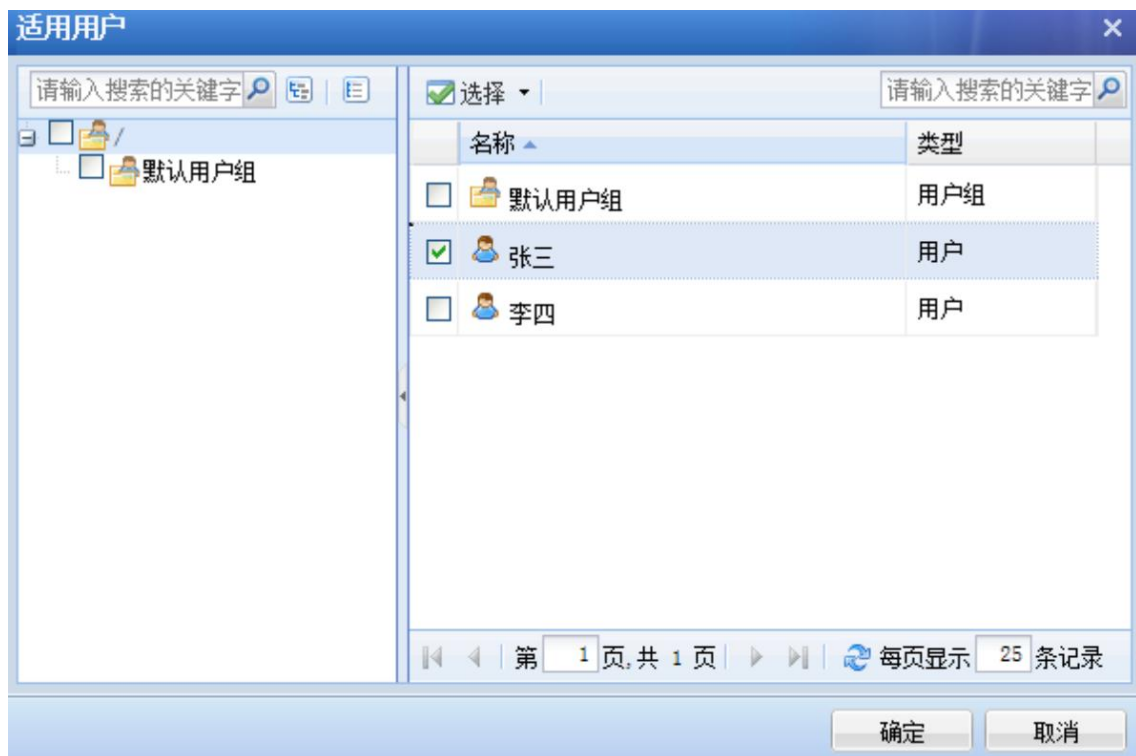 适用用户
请输入搜索的关键字
/
默认用户组
选择
请输入搜索的关键字
名称 类型
默认用户组 用户组
张三 用户
李四 用户
第 1 页,共 1 页 每页显示 25 条记录
确定 取消